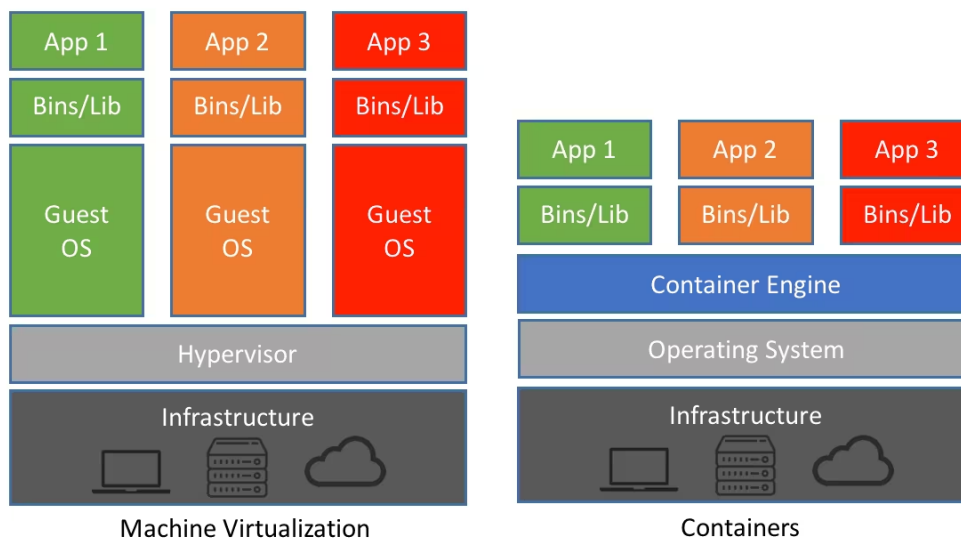 App 1
App 2
App 3
Bins/Lib
Bins/Lib
Bins/Lib
Guest
OS
Guest
OS
Guest
OS
Hypervisor
Infrastructure
Machine Virtualization
App 1
App 2
App 3
Bins/Lib
Bins/Lib
Bins/Lib
Container Engine
Operating System
Infrastructure
Containers